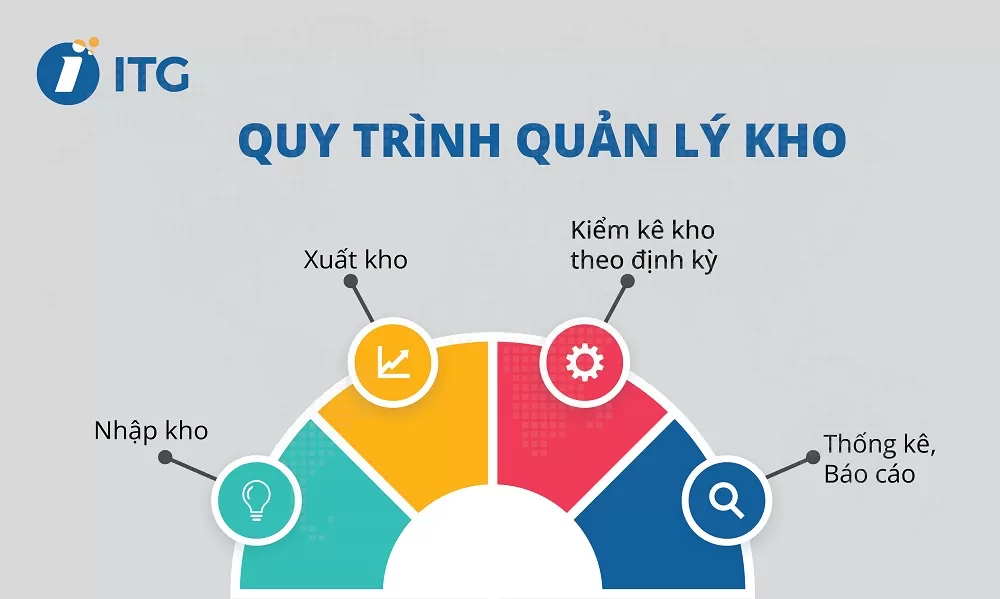 ITG
QUY TRÌNH QUẢN LÝ KHO
Xuất kho
Kiểm kê kho
theo định kỳ
Nhập kho
Thống kê,
Báo cáo